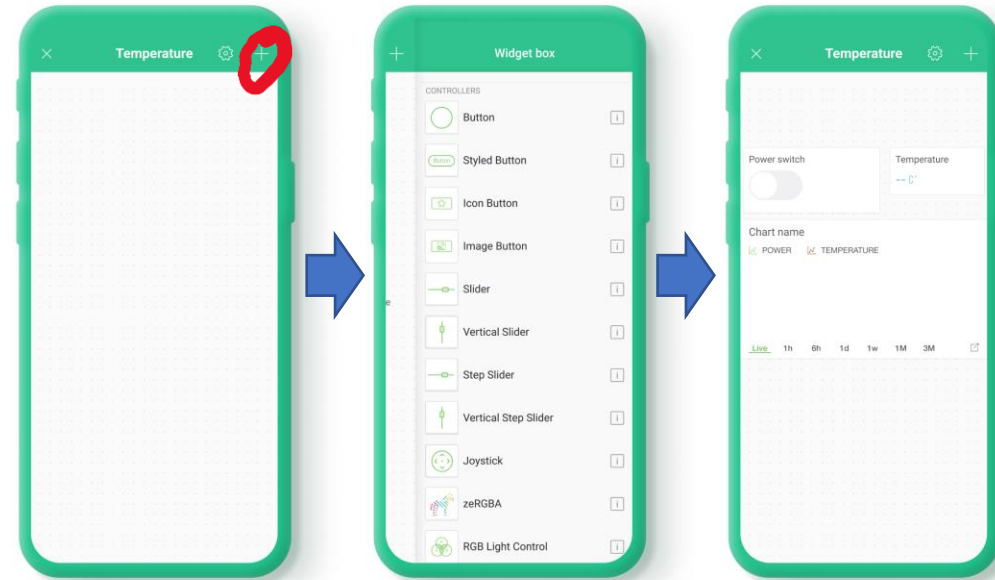 Temperature
Widget box
CONTROLLERS
Button
Button
Styled Button
Icon Button
Image Button
Slider
Vertical Slider
Step Slider
Vertical Step Slider
Joystick
zeRGBA
RGB Light Control
e
Temperature
Power switch
Temperature
Chart name
POWER TEMPERATURE
Live 1h 6h 1d 1w 1M 3M